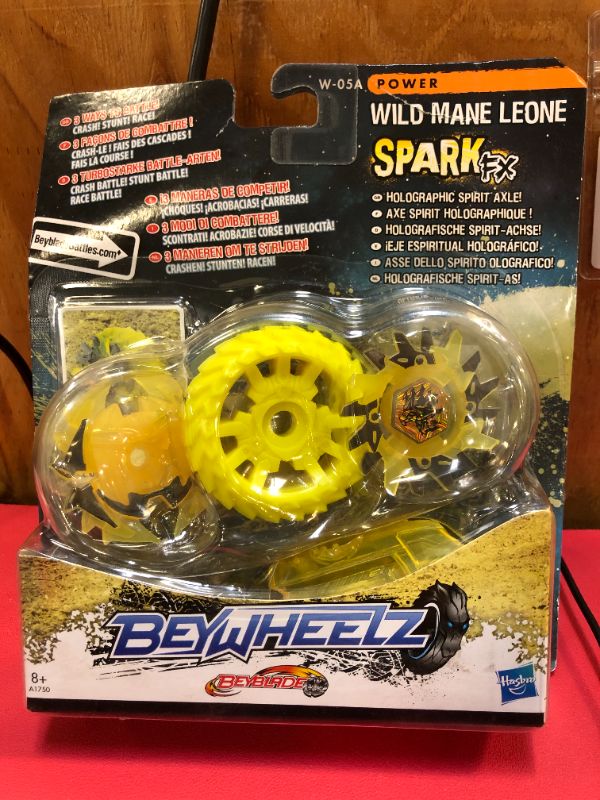 W-05A POWER
WILD MANE LEONE
SPARK FX
HOLOGRAPHIC SPIRIT AXLE!
AXE SPIRIT HOLOGRAPHIQUE !
HOLOGRAFISCHE SPIRIT-ACHSE!
¡EJE ESPIRITUAL HOLOGRÁFICO!
ASSE DELLO SPIRITO OLOGRAFICO!
HOLOGRAFISCHE SPIRIT-AS!
3 WAYS TO BATTLE!
CRASH! STUNT! RACE!
3 FAÇONS DE COMBATTRE !
CRASH-LE ! FAIS DES CASCADES !
FAIS LA COURSE !
3 TURBOSTARKE BATTLE-ARTEN!
CRASH BATTLE! STUNT BATTLE!
RACE BATTLE!
¡3 MANERAS DE COMPETIR!
¡CHOQUES! ¡ACROBACIAS! ¡CARRERAS!
3 MODI DI COMBATTERE!
SCONTRATI! ACROBAZIE! CORSE DI VELOCITÀ!
3 MANIEREN OM TE STRIJDEN!
CRASHEN! STUNTEN! RACEN!
BeybladeBattles.com*
BEYWHEELZ
BEYBLADE
8+
A1750
Hasbro